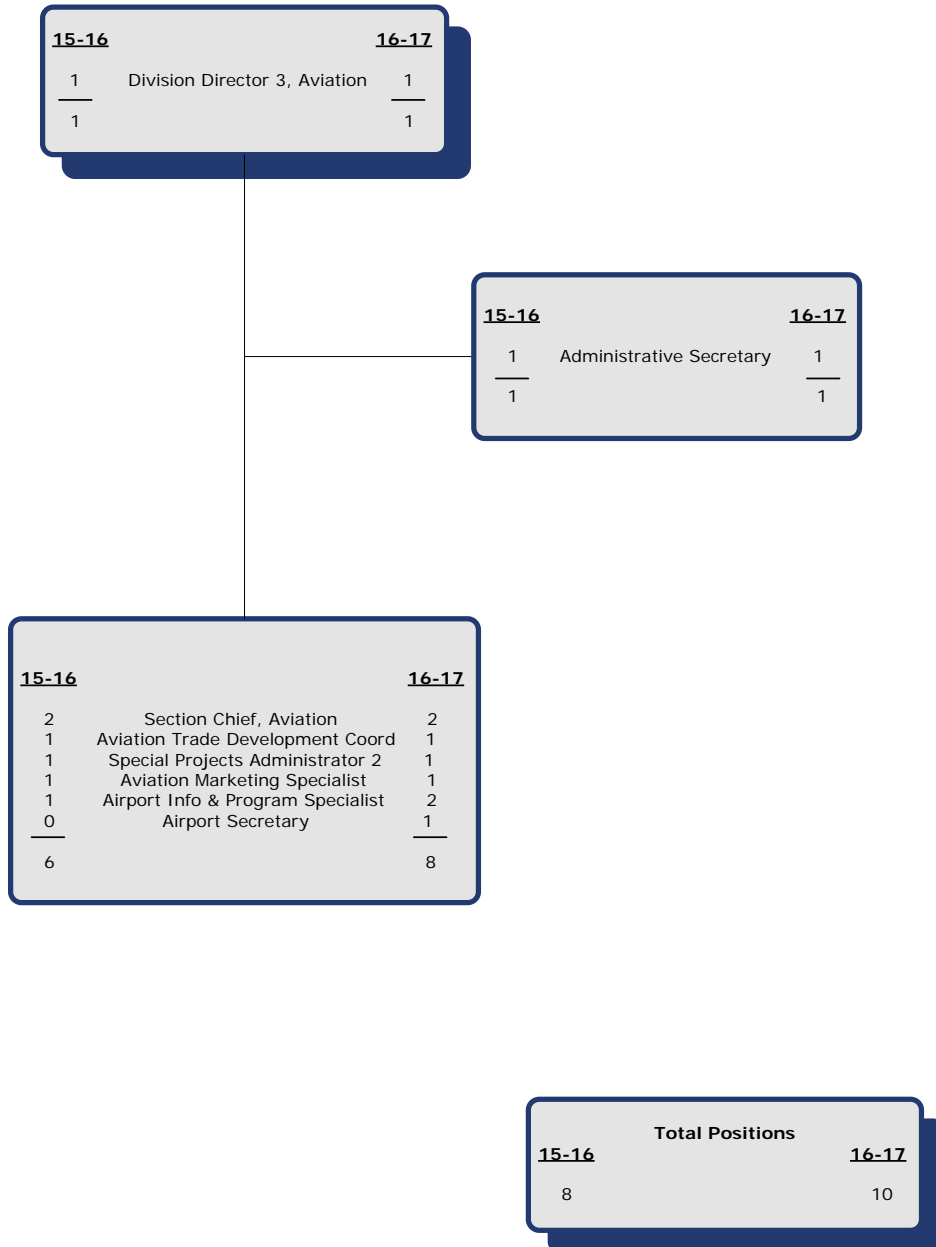 15-16 16-17
1 Division Director 3, Aviation 1
1 1
15-16 16-17
1 Administrative Secretary 1
1 1
15-16 16-17
2 Section Chief, Aviation 2
1 Aviation Trade Development Coord 1
1 Special Projects Administrator 2 1
1 Aviation Marketing Specialist 1
1 Airport Info & Program Specialist 2
0 Airport Secretary 1
6 8
Total Positions
15-16 16-17
8 10